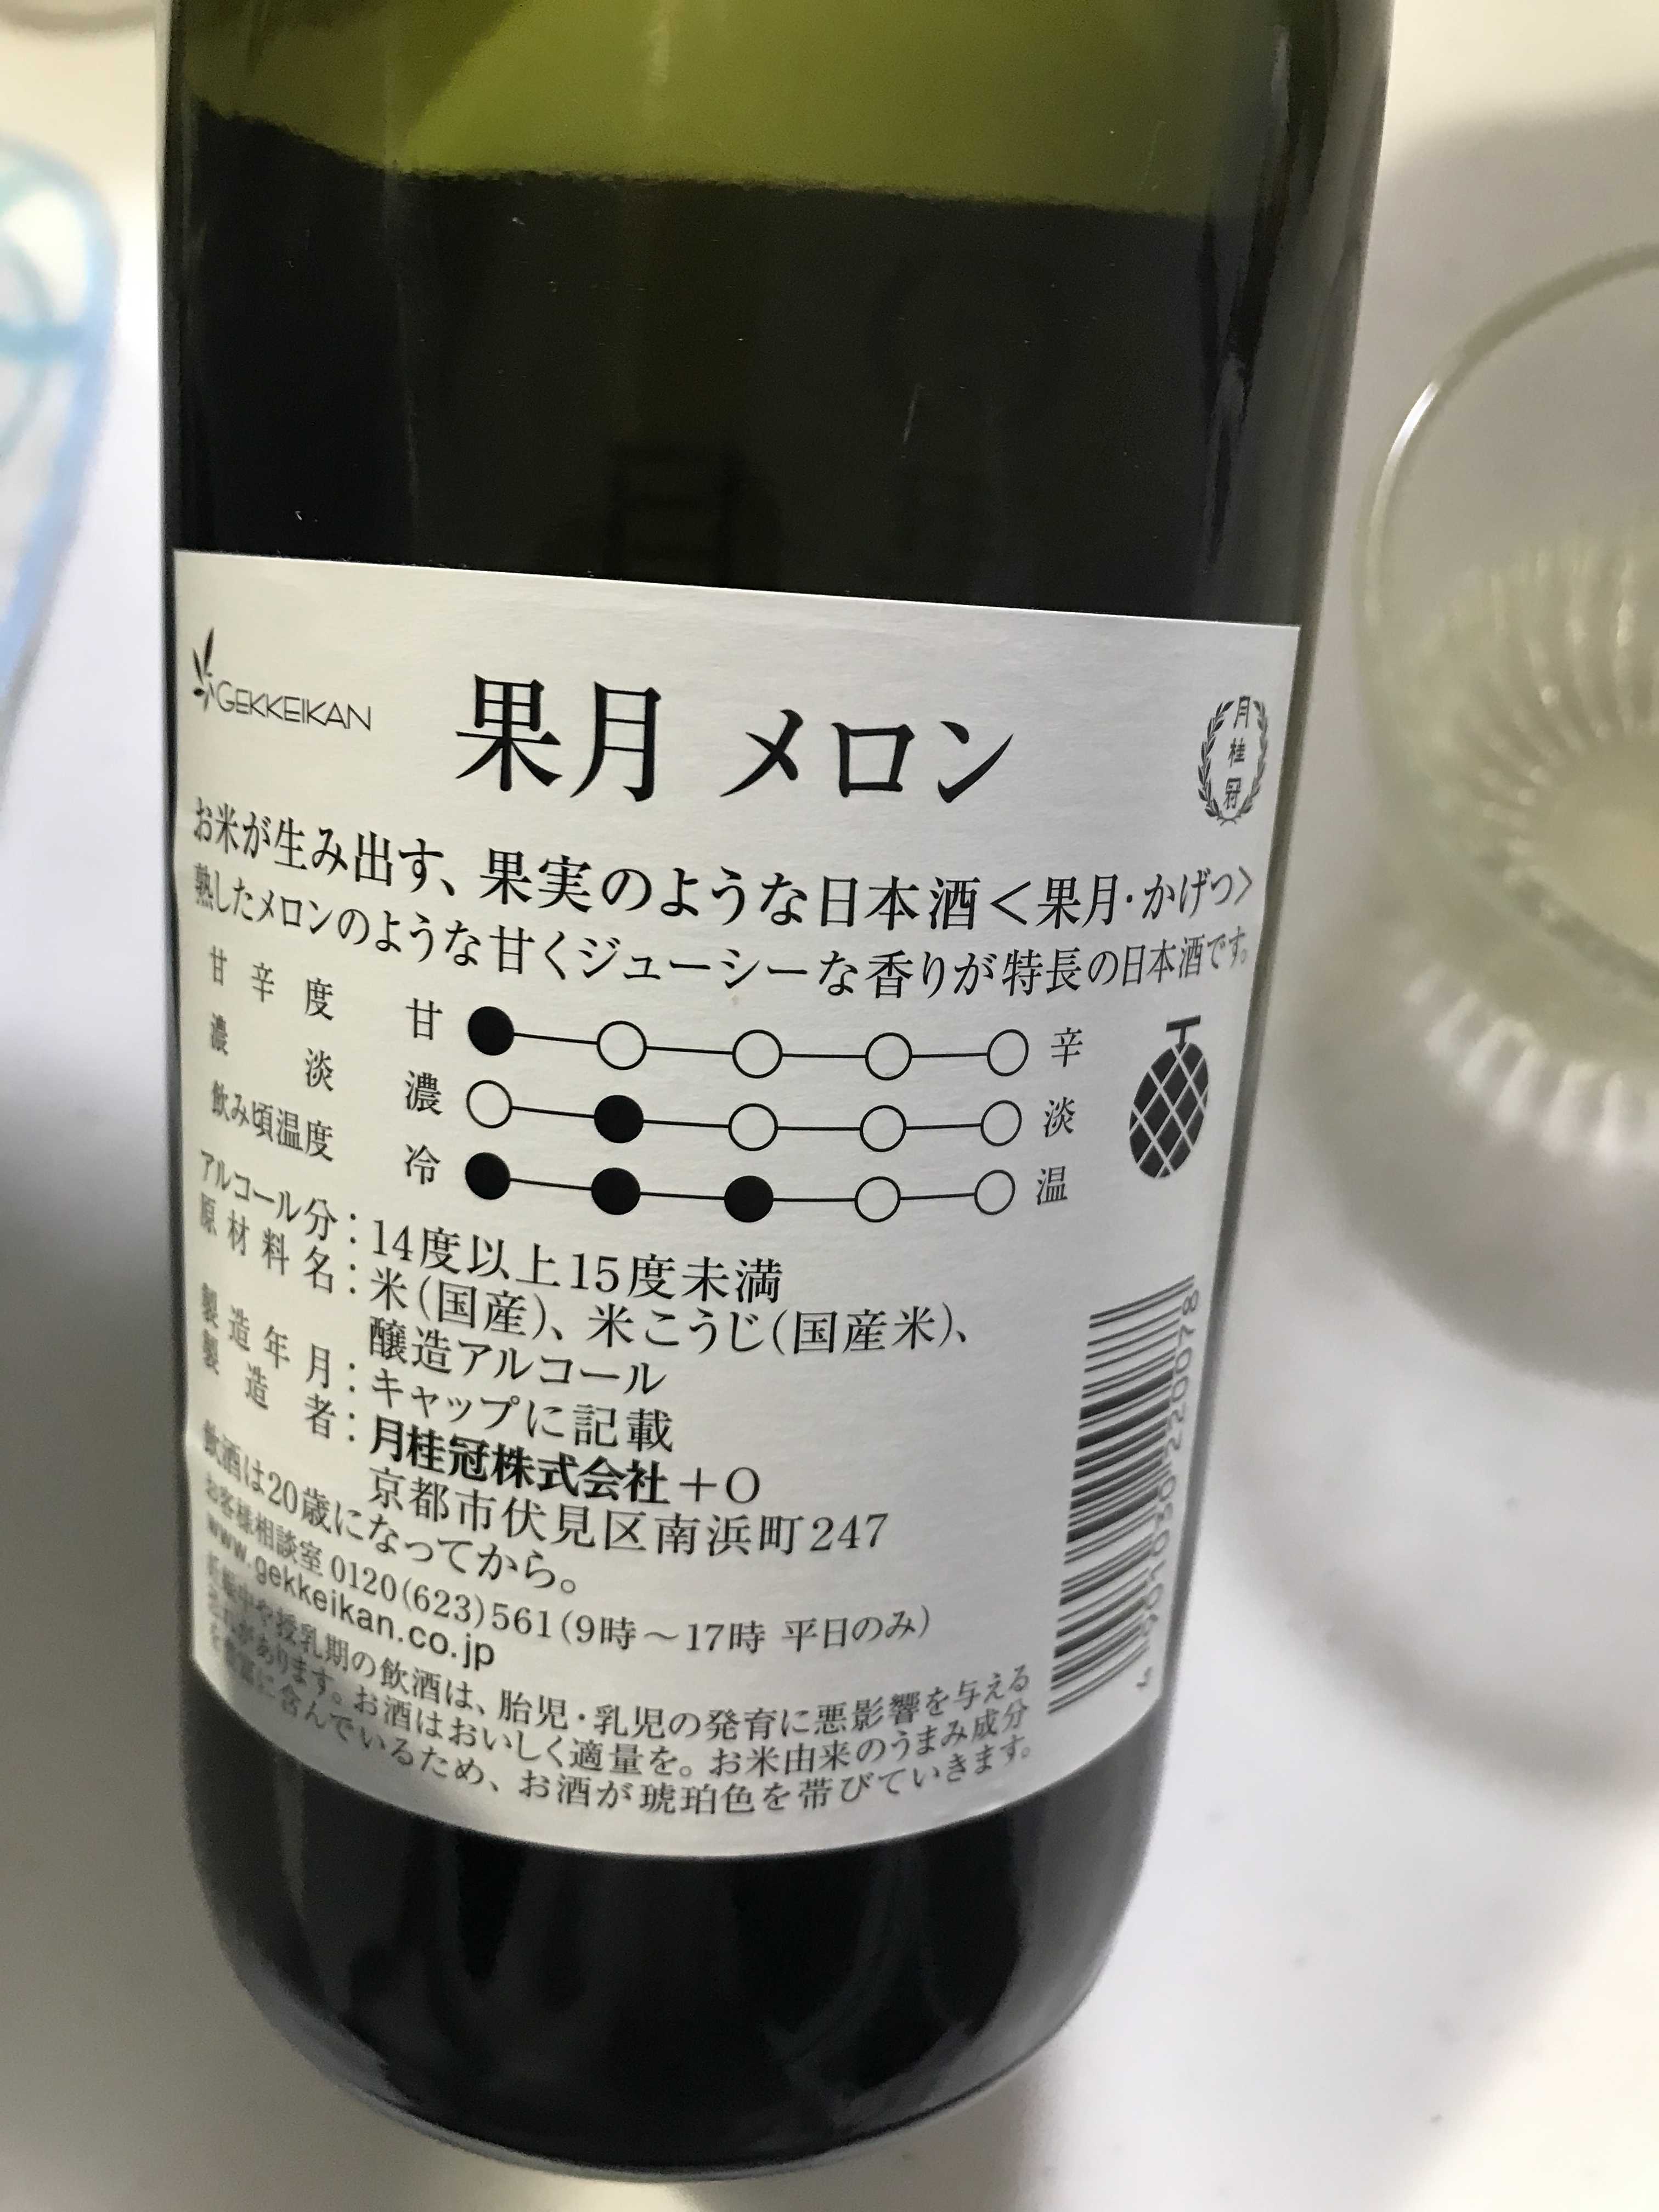 GEKKEIKAN
果月 メロン
月桂冠
お米が生み出す、果実のような日本酒＜果月・かげつ＞
熟したメロンのような甘くジューシーな香りが特長の日本酒です。
甘辛度 甘 辛
濃淡 濃 淡
飲み頃温度 冷 温
アルコール分：14度以上15度未満
原材料名：米（国産）、米こうじ（国産米）、
醸造アルコール
製造年月：キャップに記載
製造者：月桂冠株式会社＋O
京都市伏見区南浜町247
飲酒は20歳になってから。
お客様相談室 0120(623)561（9時～17時 平日のみ）
www.gekkeikan.co.jp
妊娠中や授乳期の飲酒は、胎児・乳児の発育に悪影響を与える
おそれがあります。お酒はおいしく適量を。お米由来のうまみ成分
を豊富に含んでいるため、お酒が琥珀色を帯びていきます。
4 901030 220078